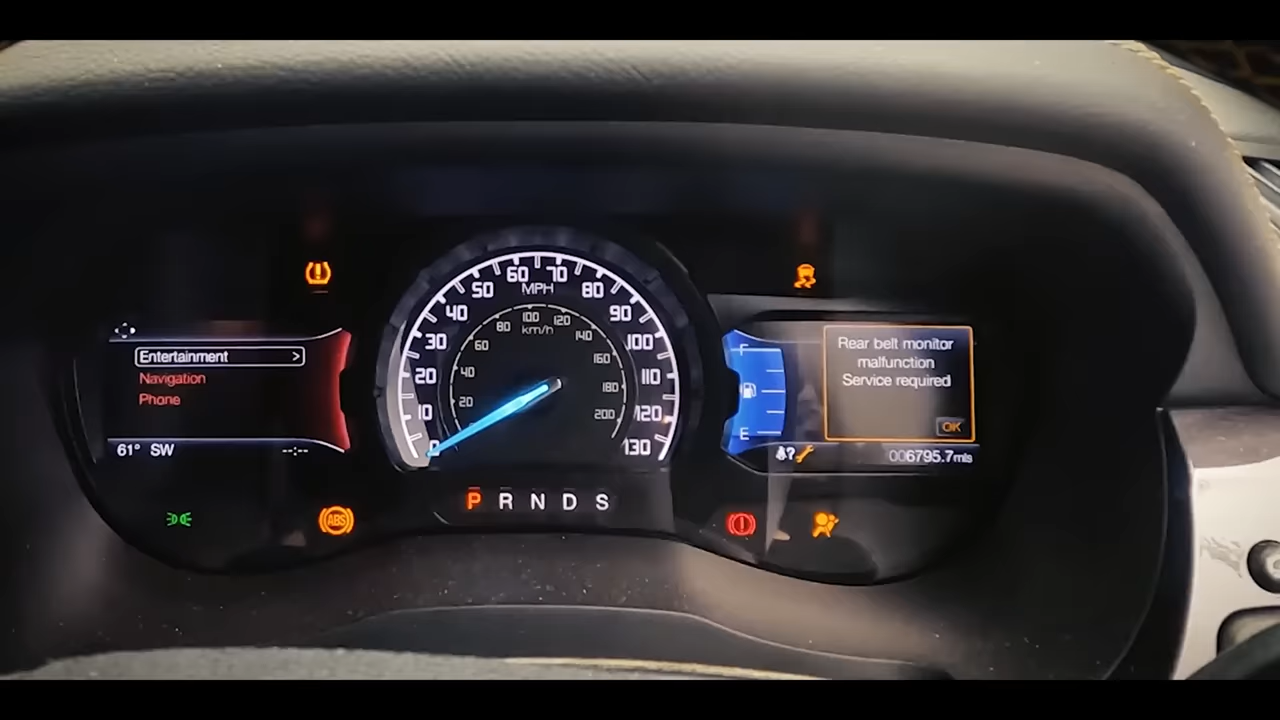 Entertainment >
Navigation
Phone
61° SW --:--
ABS
0 10 20 30 40 50 60 70 80 90 100 110 120 130
MPH
20 40 60 80 100 120 140 160 180 200
km/h
P R N D S
F
E
Rear belt monitor
malfunction
Service required
OK
006795.7mls